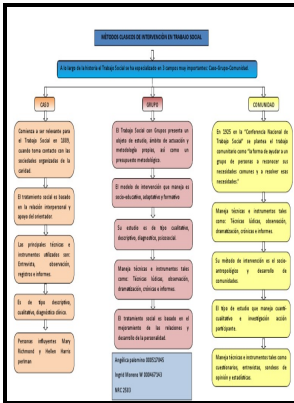 MÉTODOS CLASICOS DE INTERVENCIÓN EN TRABAJO SOCIAL
A lo largo de la historia el Trabajo Social se ha especializado en 3 campos muy importantes: Caso-Grupo-Comunidad.
CASO
Comienza a ser relevante para
el Trabajo Social en 1889,
cuando toma contacto con las
sociedades organizadas de la
caridad.
El tratamiento social es basado
en la relación interpersonal y
apoyo del orientador
Las principales técnicas e
instrumentos utilizados son:
Entrevista, observación,
registros e informes.
Es de tipo descriptivo,
cualitativo, diagnóstico clínico.
Personas influyentes Mary
Richmond y Hellen Harris
perlman
GRUPO
El Trabajo Social con Grupos presenta un
objeto de estudio, ámbito de actuación y
metodología propias, así como un
presupuesto metodológico.
El modelo de intervención que maneja es
socio-educativo, adaptativo y formativo
Su estudio es de tipo cualitativo,
descriptivo, diagnostico, psicosocial
Maneja técnicas e instrumentos tales
como: Técnicas lúdicas, observación,
dramatización, crónicas e informes.
El tratamiento social es basado en el
mejoramiento de las relaciones y
desarrollo de la personalidad.
Angélica palomino
Ingrid Moreno W
NRC
COMUNIDAD
En 1925 en la "Conferencia Nacional de
Trabajo Social" se plantea el trabajo
comunitario como "la forma de ayudar a un
grupo de personas a reconocer sus
necesidades comunes y a resolver esas
necesidades"
Maneja técnicas e instrumentos tales
como: Técnicas lúdicas, observación,
dramatización, crónicas e informes.
Su método de intervención es el socio-
antropológico y desarrollo de
comunidades.
El tipo de estudio que maneja cuanti-
cualitativo e investigación acción
participante.
Maneja técnicas e instrumentos tales como
cuestionarios, entrevistas, sondeos de
opinión y estadísticas.